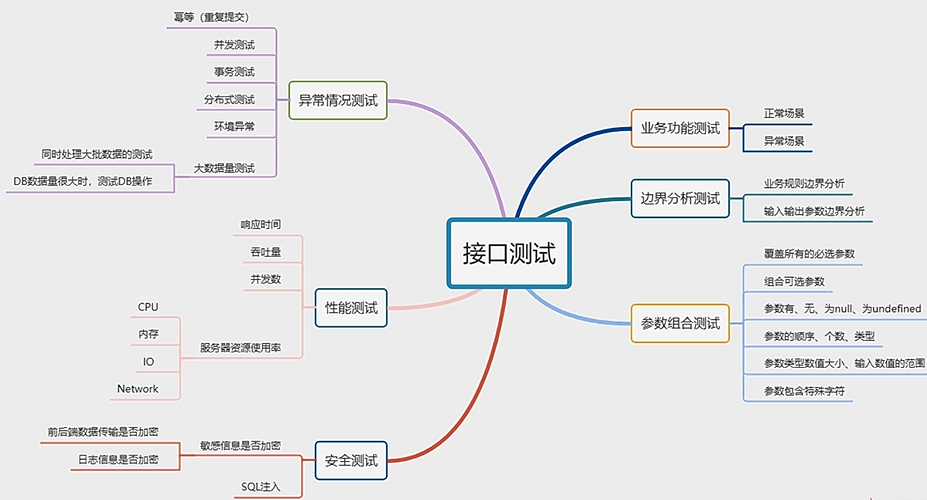 接口测试
业务功能测试
正常场景
异常场景
边界分析测试
业务规则边界分析
输入输出参数边界分析
参数组合测试
覆盖所有的必选参数
组合可选参数
参数有、无、为null、为undefined
参数的顺序、个数、类型
参数类型数值大小、输入数值的范围
参数包含特殊字符
异常情况测试
幂等（重复提交）
并发测试
事务测试
分布式测试
环境异常
大数据量测试
同时处理大批数据的测试
DB数据量很大时，测试DB操作
性能测试
响应时间
吞吐量
并发数
服务器资源使用率
CPU
内存
IO
Network
安全测试
敏感信息是否加密
前后端数据传输是否加密
日志信息是否加密
SQL注入